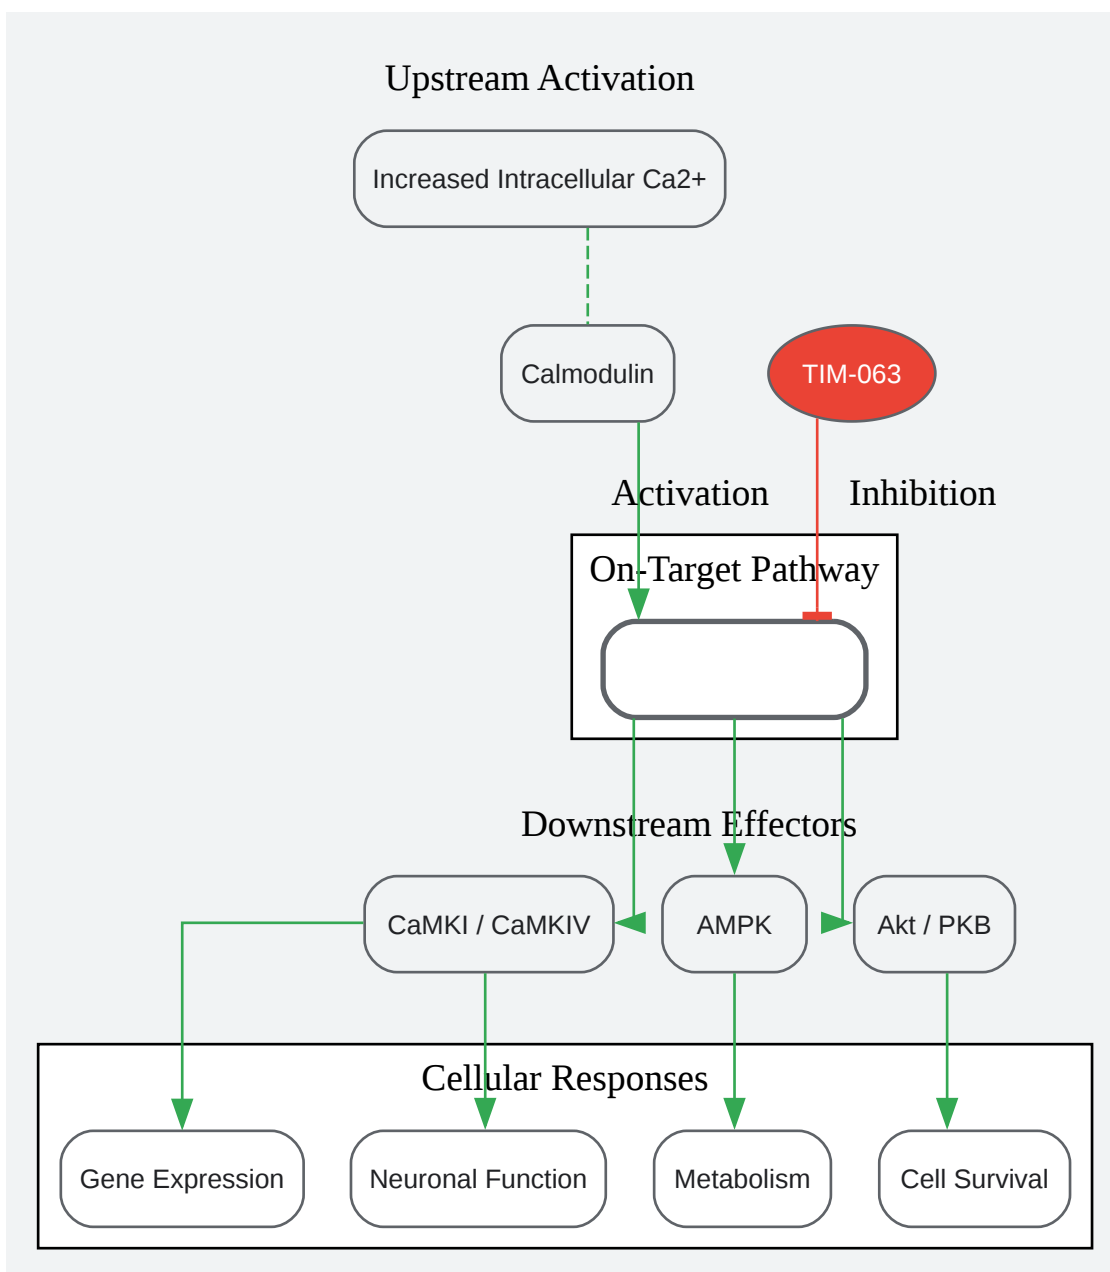 Upstream Activation
Increased Intracellular Ca2+
Calmodulin
TIM-063
Activation
Inhibition
On-Target Pathway
Downstream Effectors
CaMKI / CaMKIV
AMPK
Akt / PKB
Cellular Responses
Gene Expression
Neuronal Function
Metabolism
Cell Survival